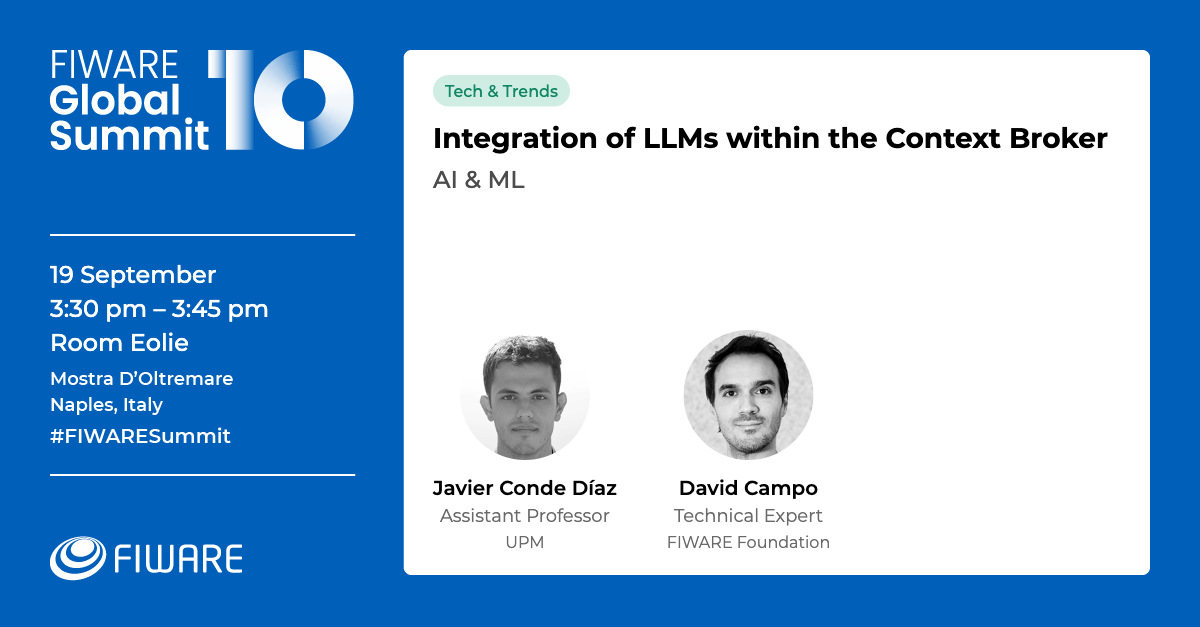 FIWARE
Global
Summit
10
19 September
3:30 pm – 3:45 pm
Room Eolie
Mostra D’Oltremare
Naples, Italy
#FIWARESummit
FIWARE
Tech & Trends
Integration of LLMs within the Context Broker
AI & ML
Javier Conde Díaz
Assistant Professor
UPM
David Campo
Technical Expert
FIWARE Foundation